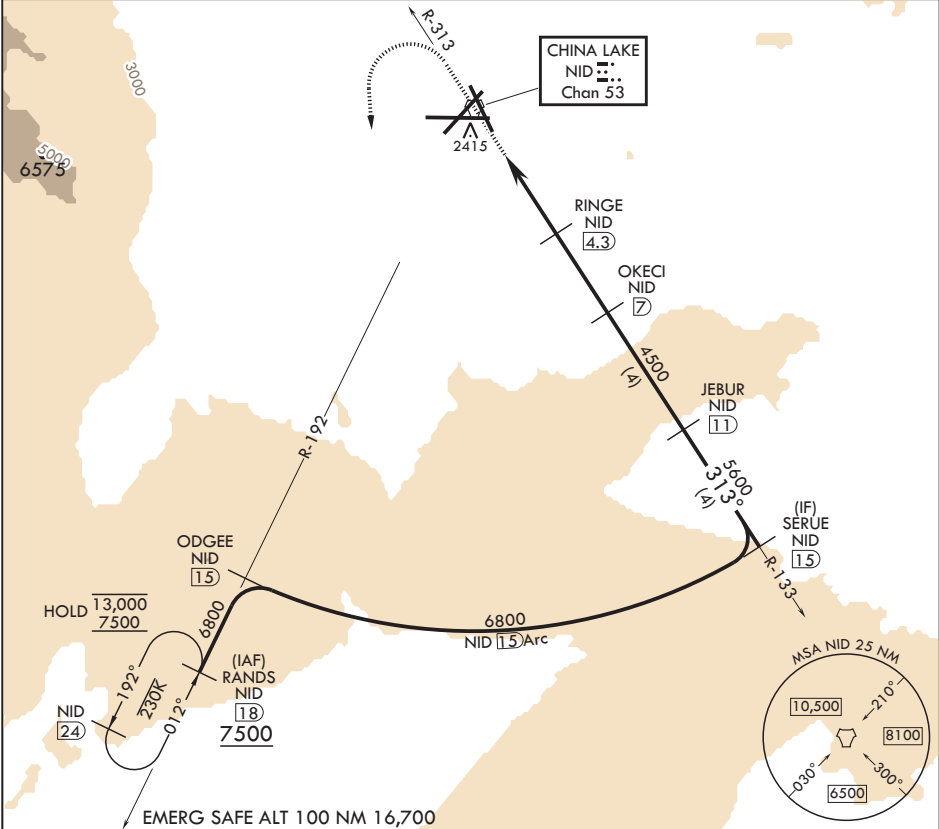 R-313
CHINA LAKE
NID
Chan 53
3000
5000
6575
2415
RINGE
NID
4.3
OKECI
NID
7
4500
(4)
JEBUR
NID
11
5600
313°
(4)
(IF)
SERUE
NID
15
R-133
R-192
ODGEE
NID
15
HOLD 13,000
7500
6800
6800
NID 15 Arc
192°
230K
012°
(IAF)
RANDS
NID
18
7500
NID
24
MSA NID 25 NM
10,500
210°
8100
030°
300°
6500
EMERG SAFE ALT 100 NM 16,700